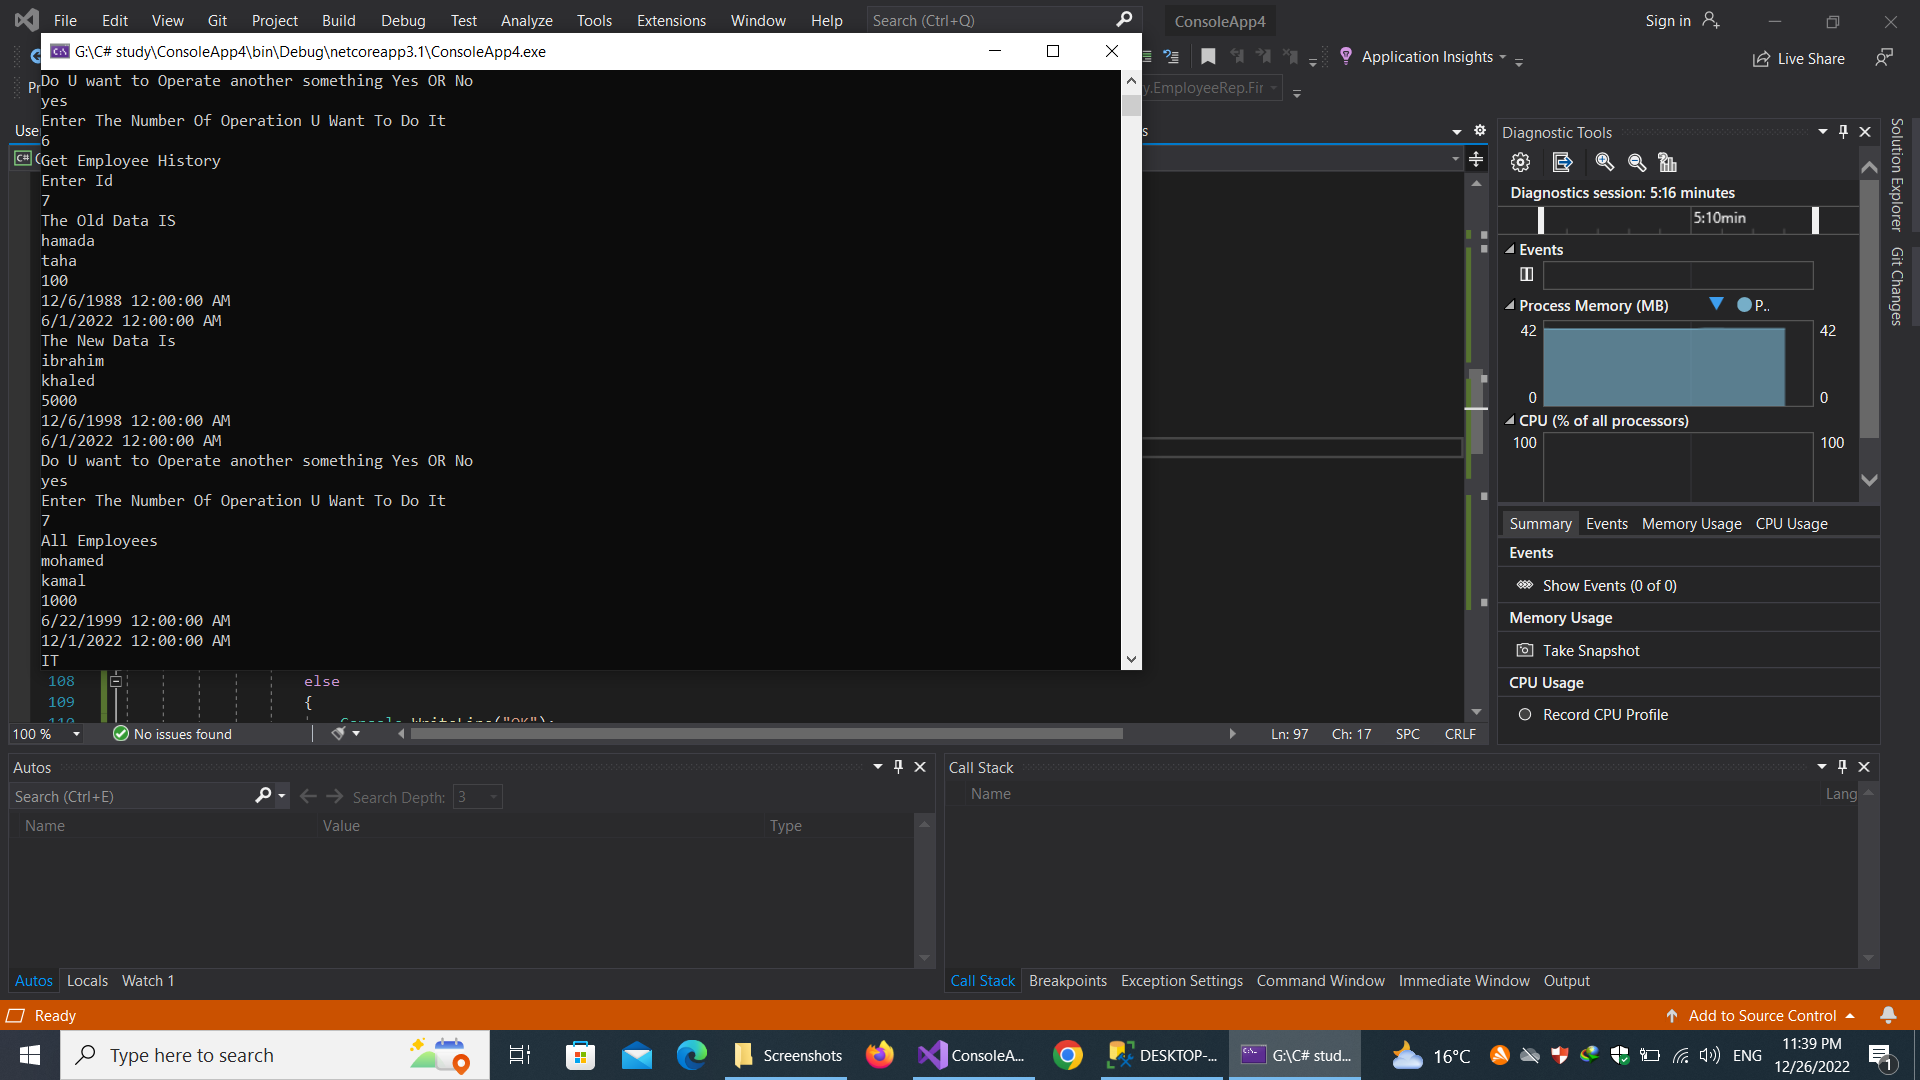 File Edit View Git Project Build Debug Test Analyze Tools Extensions Window Help Search (Ctrl+Q) ConsoleApp4 Sign in
G:\C# study\ConsoleApp4\bin\Debug\netcoreapp3.1\ConsoleApp4.exe
Application Insights
Live Share
y.EmployeeRep.Fir
Do U want to Operate another something Yes OR No
yes
Enter The Number Of Operation U Want To Do It
6
Get Employee History
Enter Id
7
The Old Data IS
hamada
taha
100
12/6/1988 12:00:00 AM
6/1/2022 12:00:00 AM
The New Data Is
ibrahim
khaled
5000
12/6/1998 12:00:00 AM
6/1/2022 12:00:00 AM
Do U want to Operate another something Yes OR No
yes
Enter The Number Of Operation U Want To Do It
7
All Employees
mohamed
kamal
1000
6/22/1999 12:00:00 AM
12/1/2022 12:00:00 AM
IT
108 else
109 {
110 Console.WriteLine("OK");
100 % No issues found Ln: 97 Ch: 17 SPC CRLF
Diagnostic Tools
Diagnostics session: 5:16 minutes
5:10min
Events
Process Memory (MB) P..
42 42
0 0
CPU (% of all processors)
100 100
Summary Events Memory Usage CPU Usage
Events
Show Events (0 of 0)
Memory Usage
Take Snapshot
CPU Usage
Record CPU Profile
Solution Explorer
Git Changes
Autos
Search (Ctrl+E) Search Depth: 3
Name Value Type
Autos Locals Watch 1
Call Stack
Name Lang
Call Stack Breakpoints Exception Settings Command Window Immediate Window Output
Ready Add to Source Control
Type here to search Screenshots ConsoleA... DESKTOP-... G:\C# stud... 16°C ENG
11:39 PM
12/26/2022
1